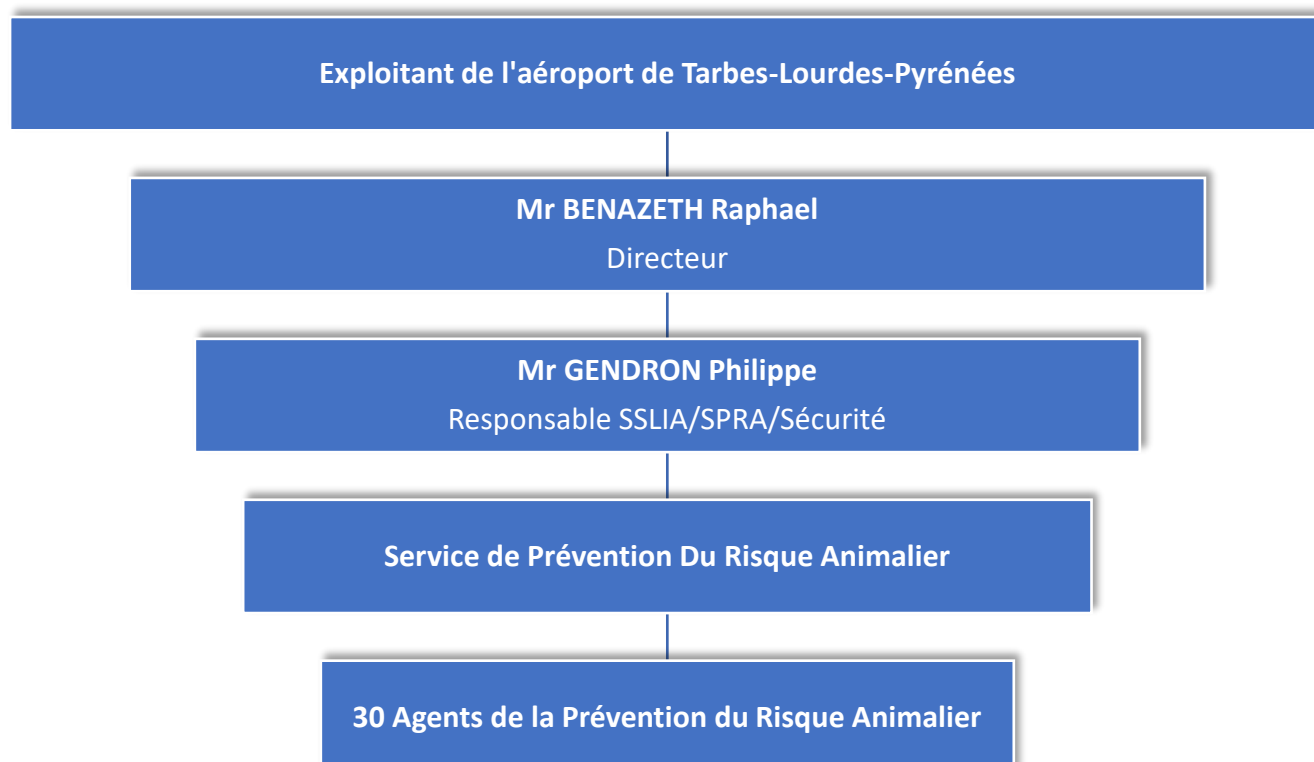 Exploitant de l'aéroport de Tarbes-Lourdes-Pyrénées
Mr BENAZETH Raphael
Directeur
Mr GENDRON Philippe
Responsable SSLIA/SPRA/Sécurité
Service de Prévention Du Risque Animalier
30 Agents de la Prévention du Risque Animalier